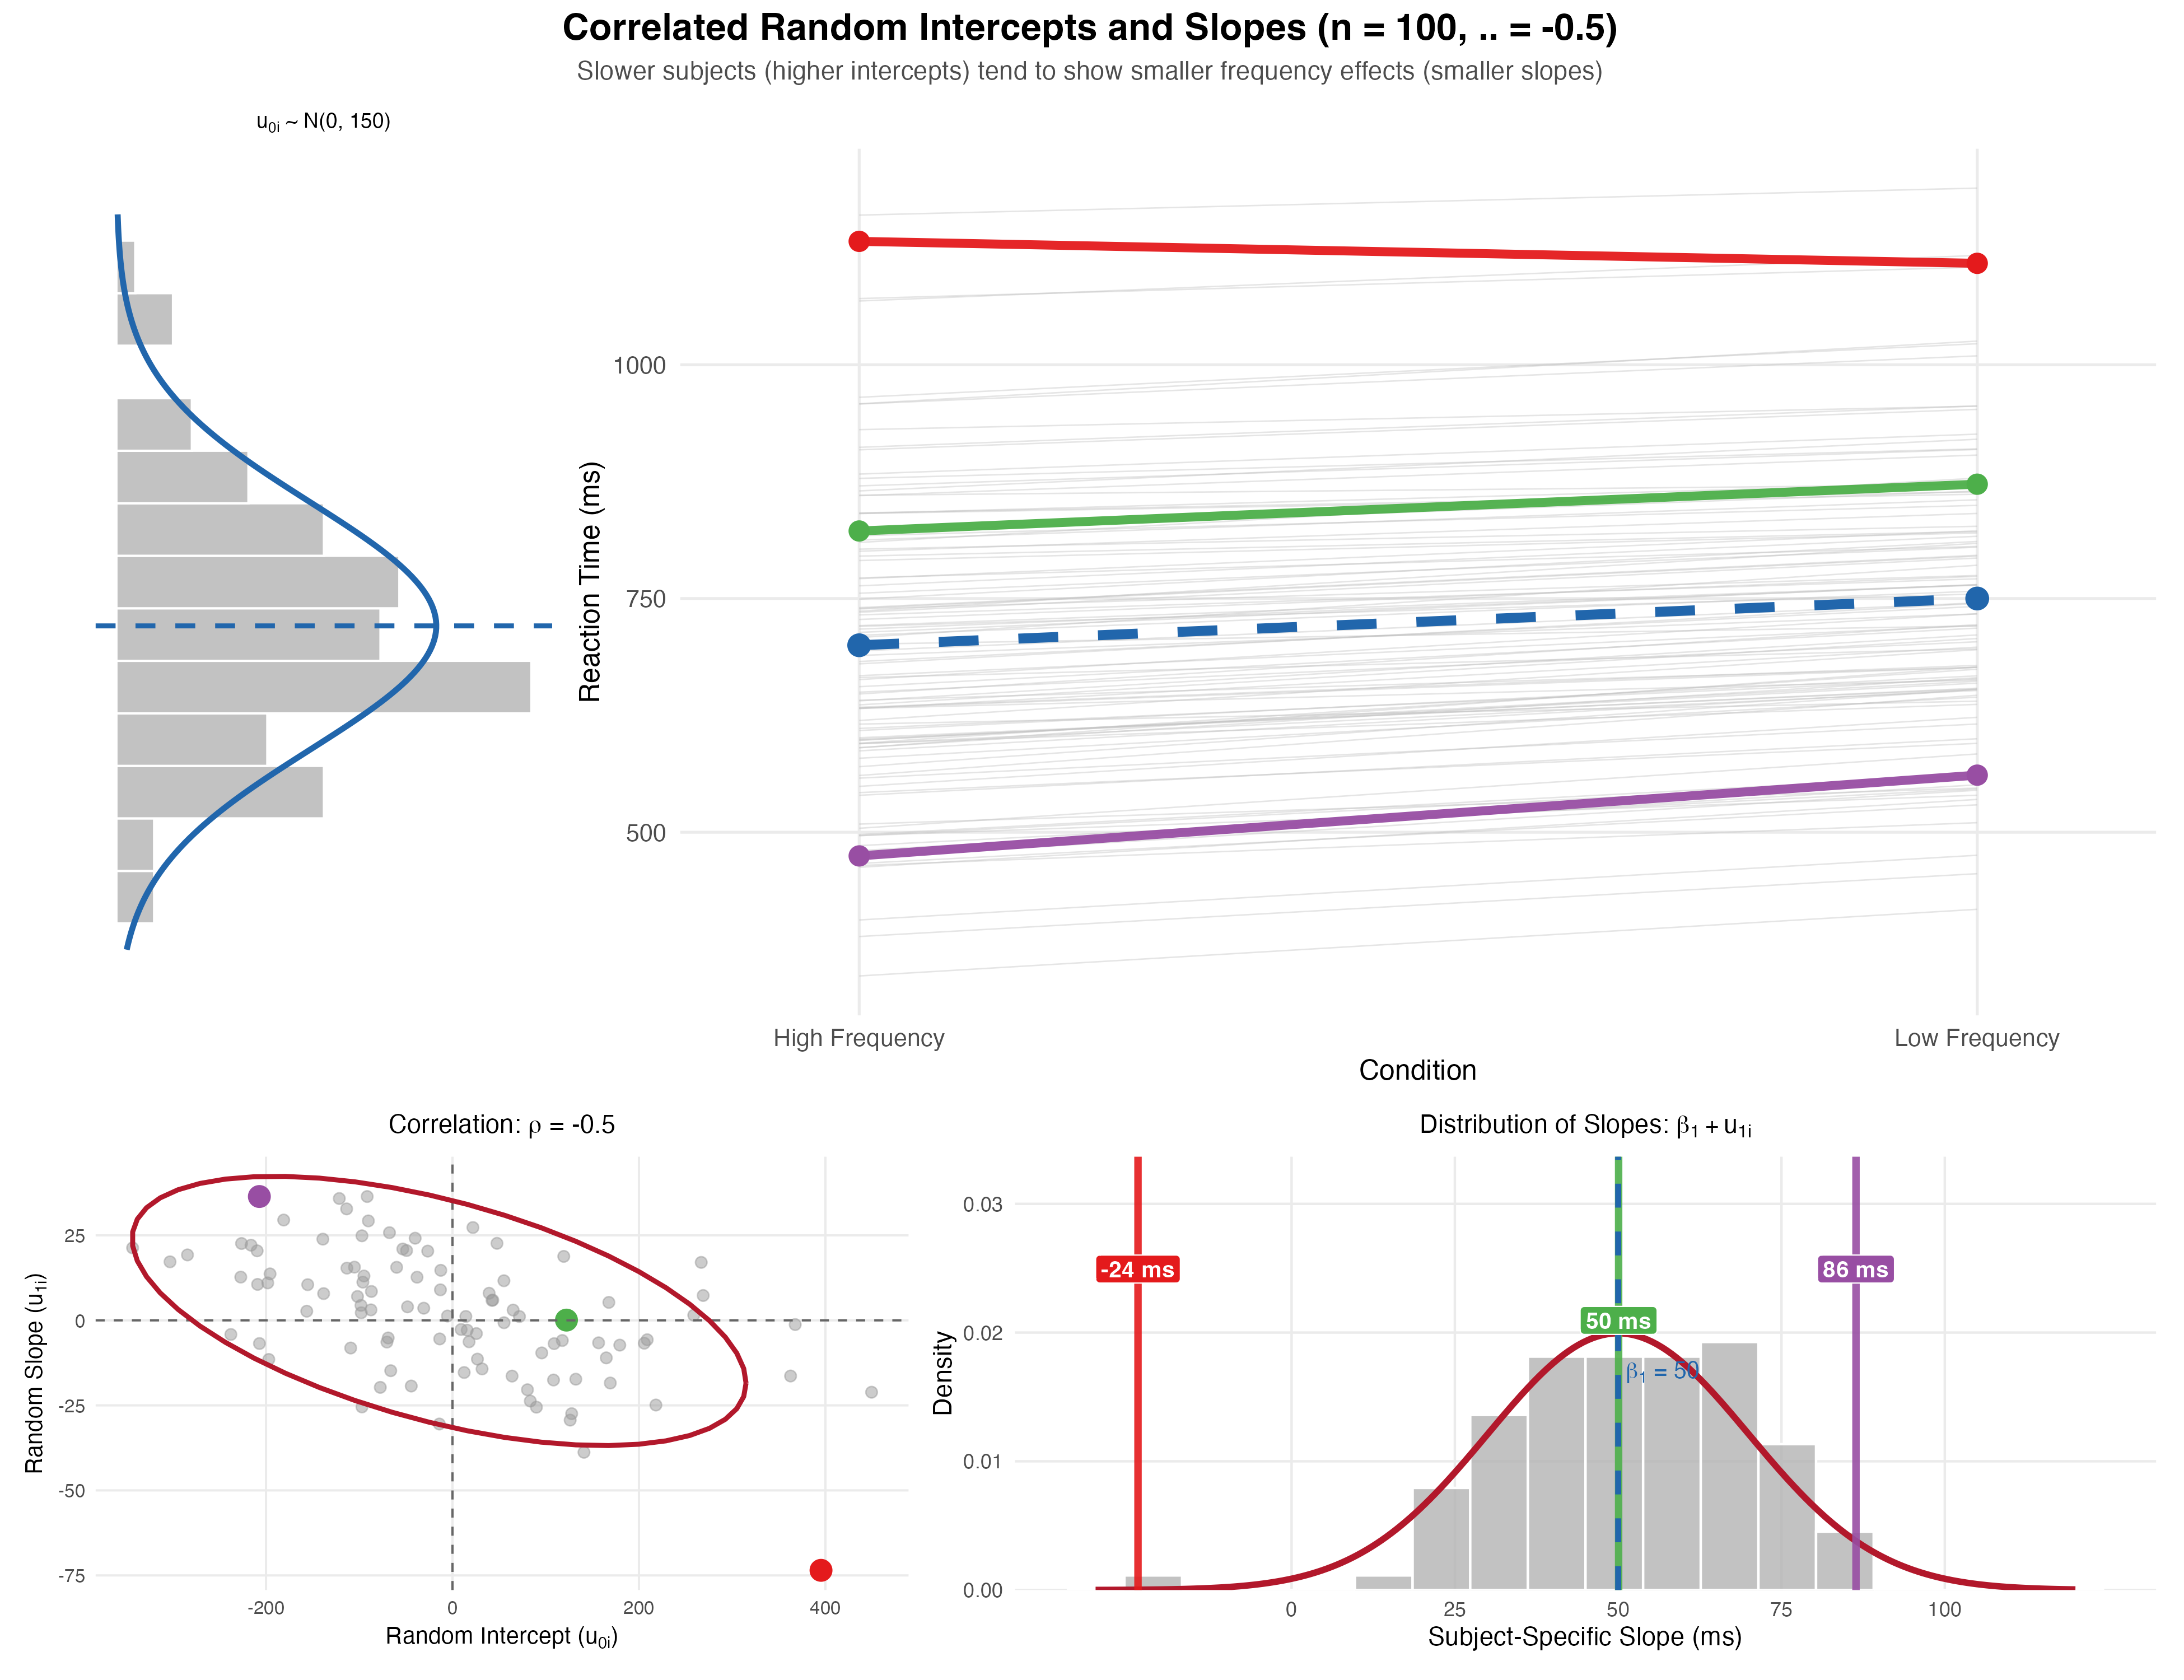 Correlated Random Intercepts and Slopes (n = 100, .. = -0.5)
Slower subjects (higher intercepts) tend to show smaller frequency effects (smaller slopes)
u0i ~ N(0, 150)
Reaction Time (ms)
1000
750
500
High Frequency
Low Frequency
Condition
Correlation: ρ = -0.5
Random Slope (u1i)
25
0
-25
-50
-75
-200
0
200
400
Random Intercept (u0i)
Distribution of Slopes: β1 + u1i
Density
0.03
0.02
0.01
0.00
-24 ms
50 ms
86 ms
β1 = 50
0
25
50
75
100
Subject-Specific Slope (ms)